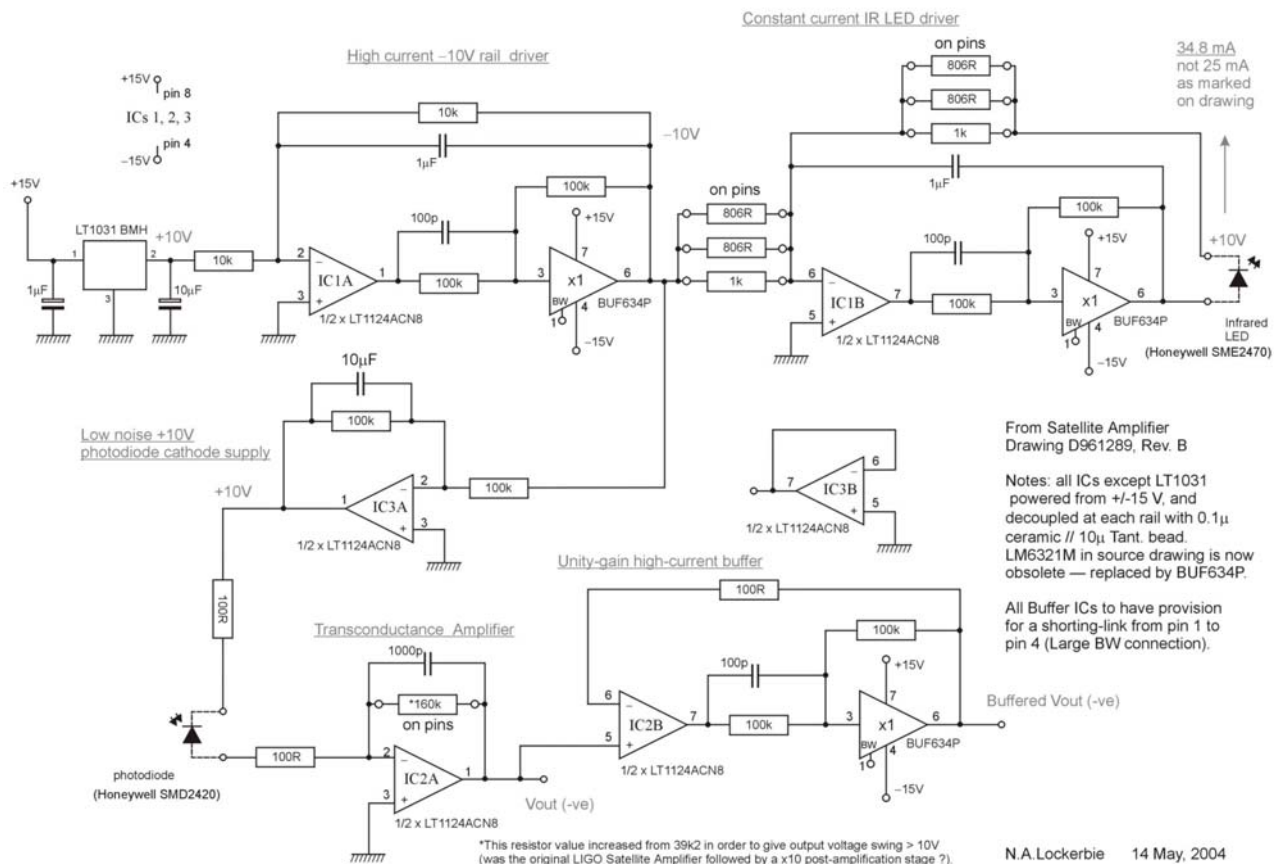 Constant current IR LED driver
High current –10V rail driver
on pins
806R
806R
1k
34.8 mA
not 25 mA
as marked
on drawing
+15V
pin 8
ICs 1, 2, 3
pin 4
–15V
10k
–10V
1µF
100k
100p
+15V
7
on pins
806R
806R
1k
1µF
100k
100p
+15V
7
+10V
+15V
LT1031 BMH
+10V
1
2
3
1µF
10µF
10k
2
–
IC1A
3
+
1
1/2 x LT1124ACN8
100k
3
x1
6
BW
4
1
BUF634P
–15V
6
–
IC1B
5
+
7
1/2 x LT1124ACN8
100k
3
x1
6
BW
4
1
BUF634P
–15V
Infrared
LED
(Honeywell SME2470)
10µF
100k
Low noise +10V
photodiode cathode supply
+10V
1
IC3A
2
–
3
+
100k
1/2 x LT1124ACN8
7
IC3B
6
–
5
+
1/2 x LT1124ACN8
From Satellite Amplifier
Drawing D961289, Rev. B
Notes: all ICs except LT1031
powered from +/-15 V, and
decoupled at each rail with 0.1µ
ceramic // 10µ Tant. bead.
LM6321M in source drawing is now
obsolete — replaced by BUF634P.
All Buffer ICs to have provision
for a shorting-link from pin 1 to
pin 4 (Large BW connection).
Unity-gain high-current buffer
100R
100R
Transconductance Amplifier
1000p
*160k
on pins
100k
100p
+15V
7
6
–
IC2B
5
+
7
1/2 x LT1124ACN8
100k
3
x1
6
BW
4
1
BUF634P
–15V
Buffered Vout (-ve)
photodiode
(Honeywell SMD2420)
100R
2
–
IC2A
3
+
1
1/2 x LT1124ACN8
Vout (-ve)
*This resistor value increased from 39k2 in order to give output voltage swing > 10V
(was the original LIGO Satellite Amplifier followed by a x10 post-amplification stage ?).
N.A.Lockerbie 14 May, 2004